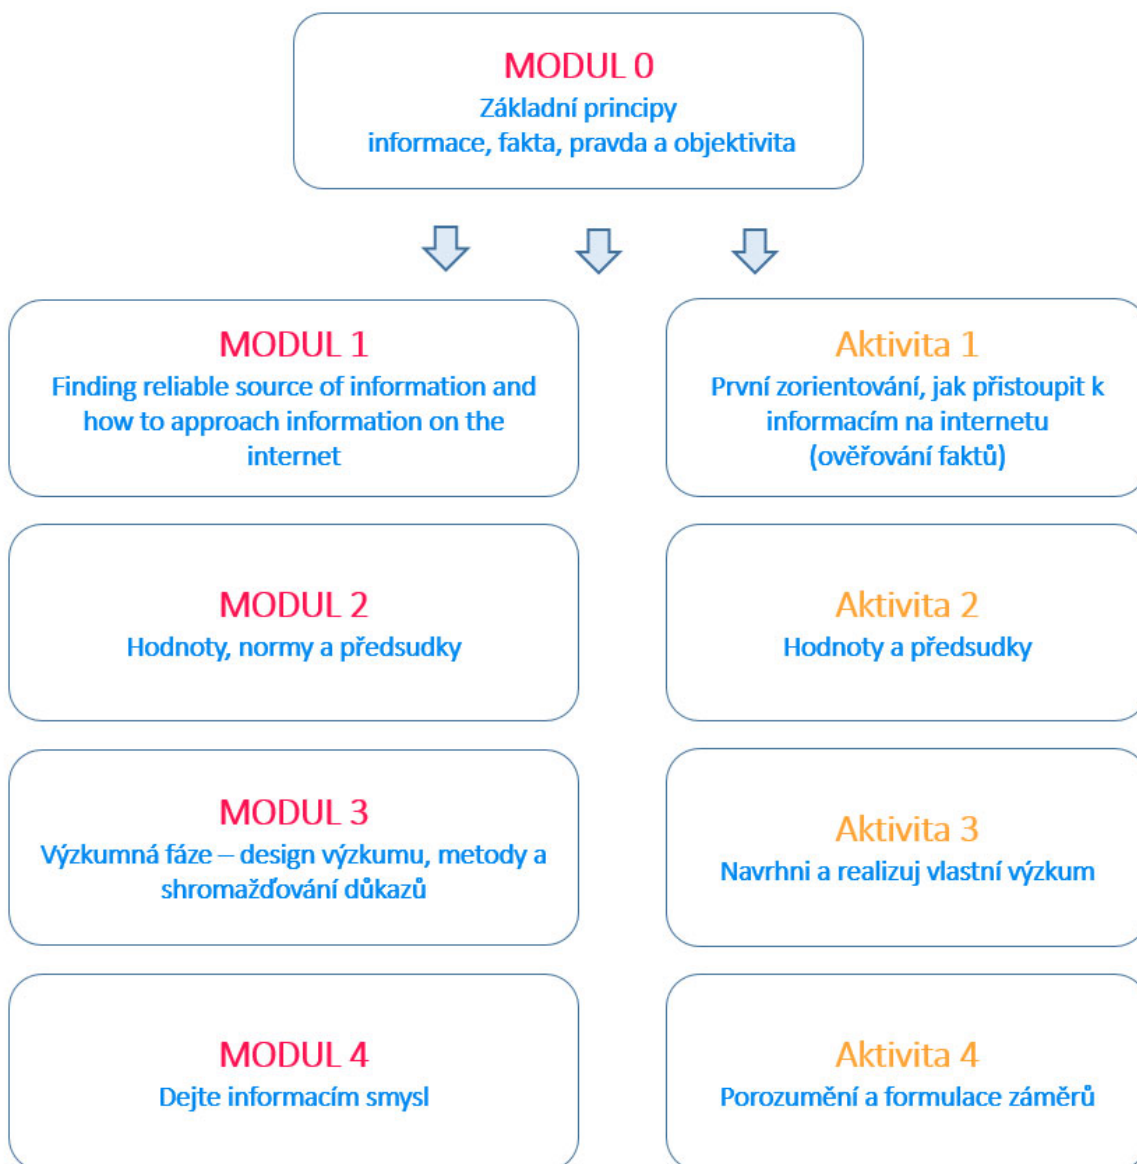 MODUL 0
Základní principy
informace, fakta, pravda a objektivita
MODUL 1
Finding reliable source of information and
how to approach information on the
internet
Aktivita 1
První zorientování, jak přistoupit k
informacím na internetu
(ověřování faktů)
MODUL 2
Hodnoty, normy a předsudky
Aktivita 2
Hodnoty a předsudky
MODUL 3
Výzkumná fáze – design výzkumu, metody a
shromažďování důkazů
Aktivita 3
Navrhni a realizuj vlastní výzkum
MODUL 4
Dejte informacím smysl
Aktivita 4
Porozumění a formulace záměrů